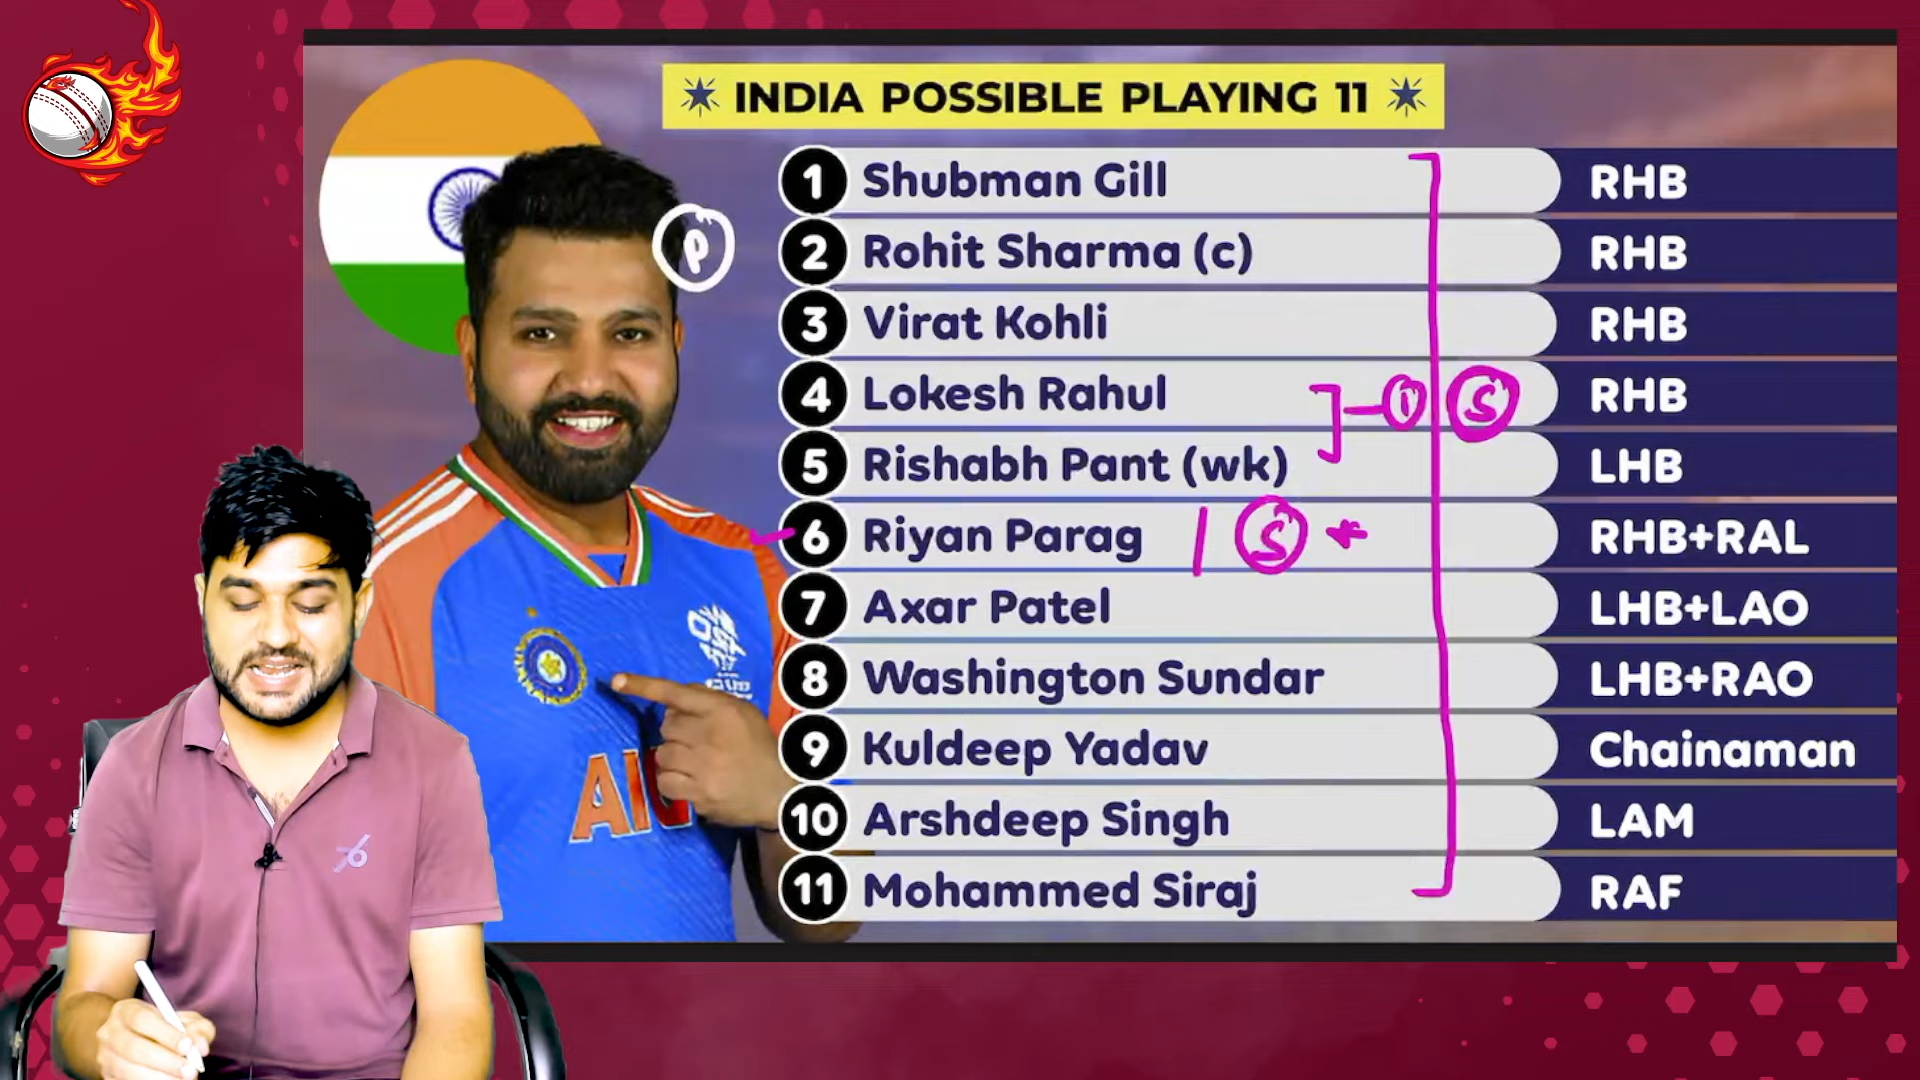 INDIA POSSIBLE PLAYING 11
1 Shubman Gill RHB
P
2 Rohit Sharma (c) RHB
3 Virat Kohli RHB
4 Lokesh Rahul 1 S RHB
5 Rishabh Pant (wk) LHB
6 Riyan Parag | S * RHB+RAL
7 Axar Patel LHB+LAO
8 Washington Sundar LHB+RAO
9 Kuldeep Yadav Chainaman
10 Arshdeep Singh LAM
11 Mohammed Siraj RAF